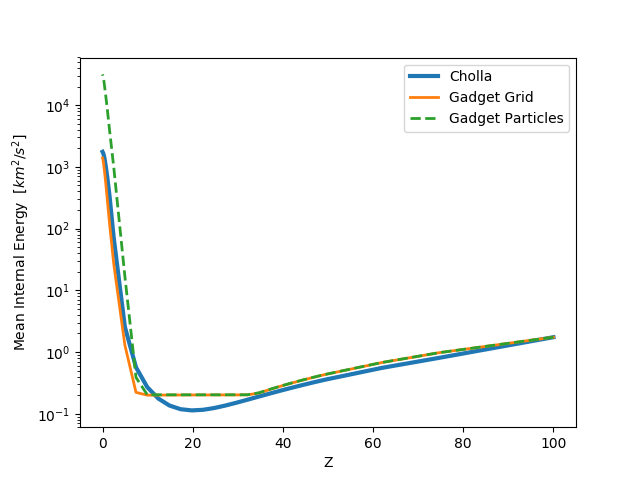 Cholla
Gadget Grid
Gadget Particles
Mean Internal Energy [km²/s²]
10⁴
10³
10²
10¹
10⁰
10⁻¹
0 20 40 60 80 100
Z